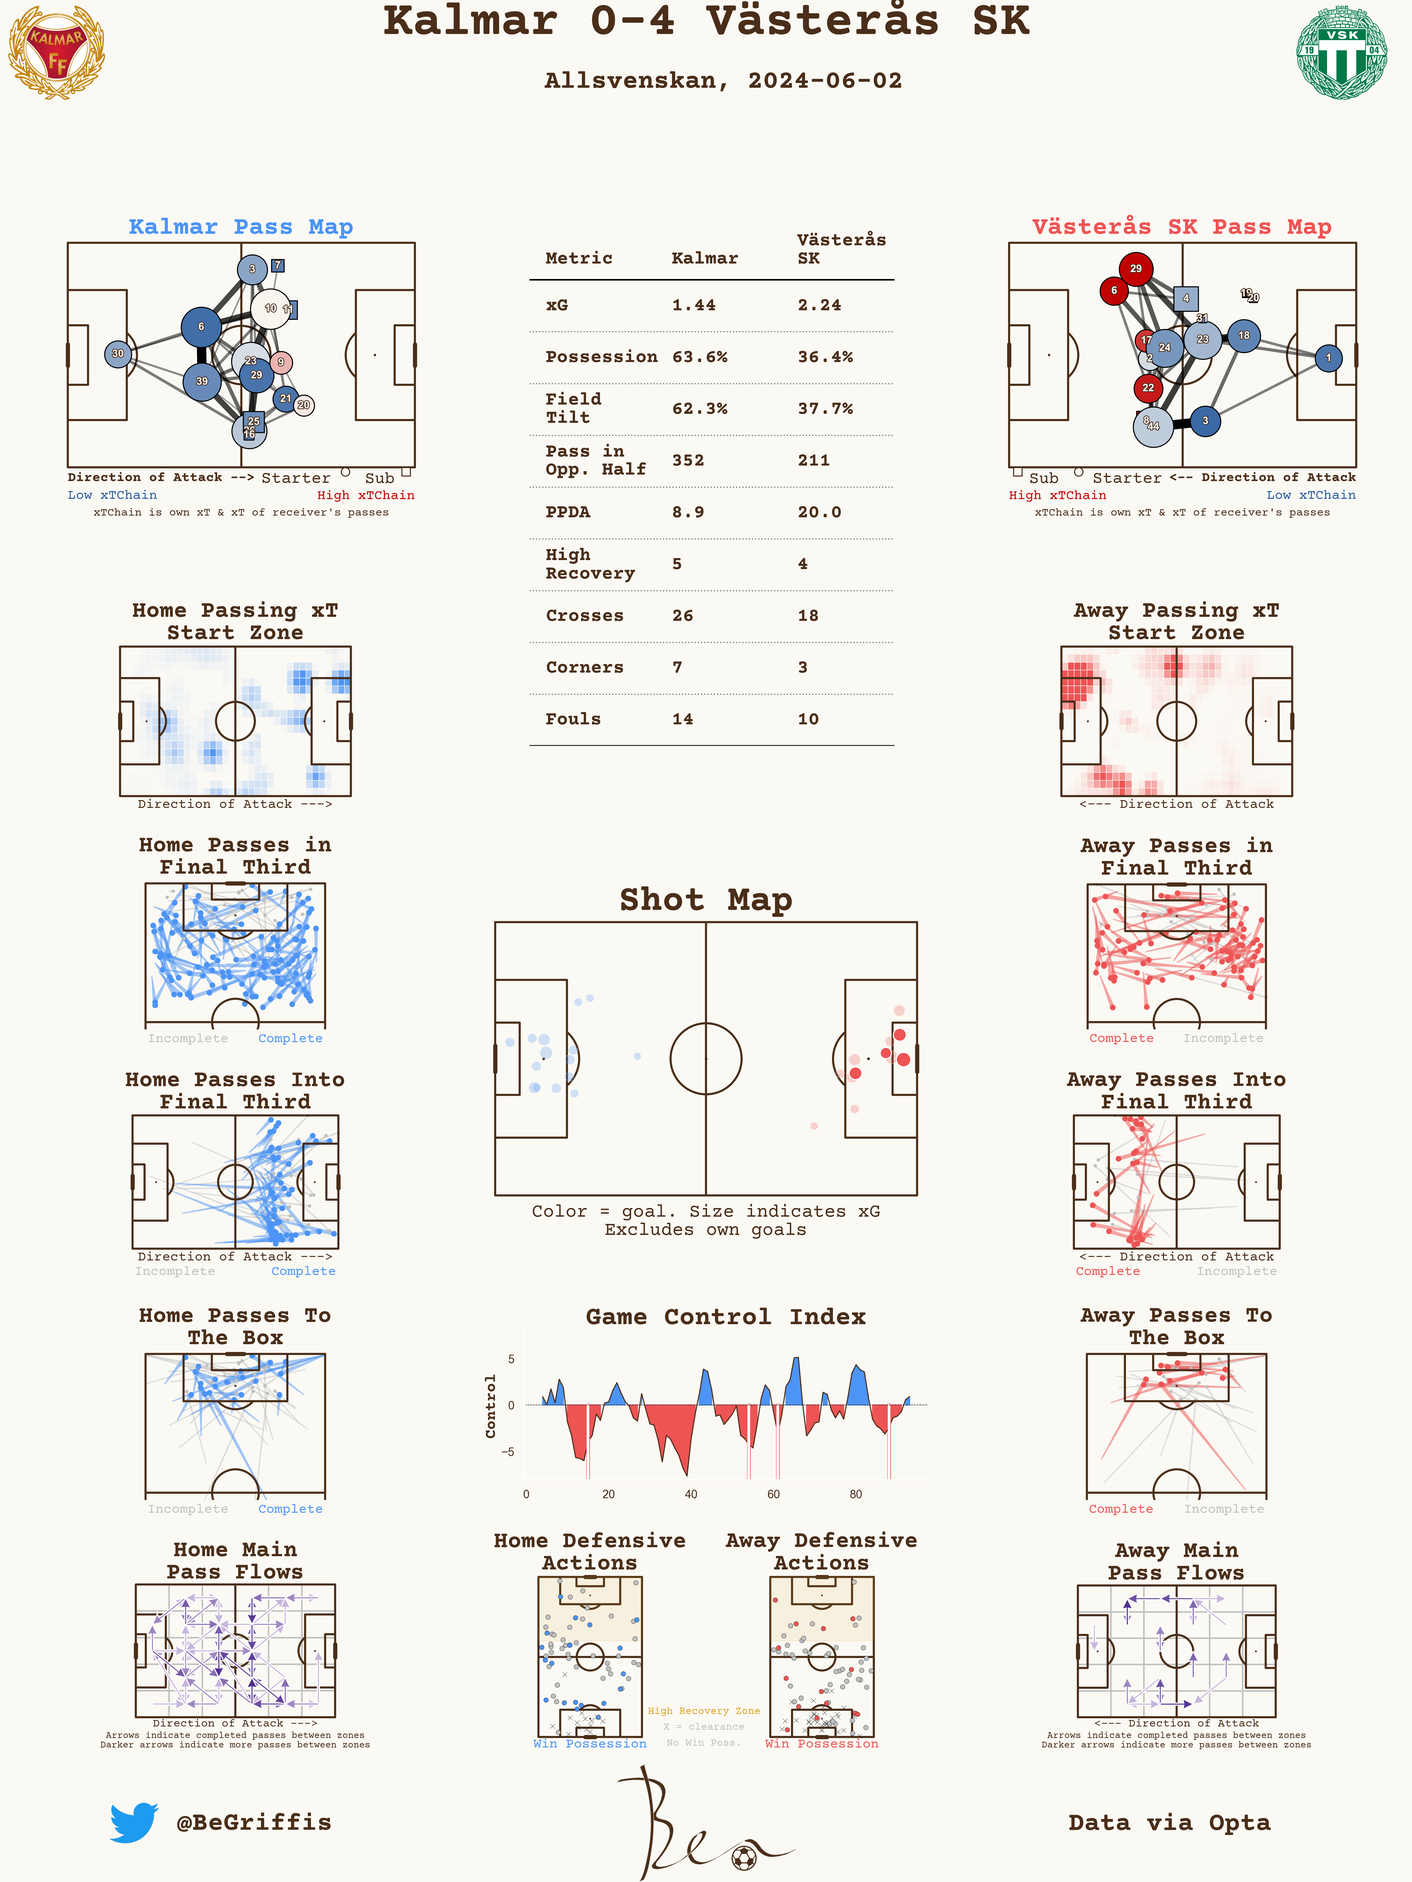 Kalmar 0-4 Västerås SK
Allsvenskan, 2024-06-02
KALMAR
FF
VSK
19 04
Kalmar Pass Map
3
7
10
11
6
30
23
9
29
39
21
20
25
16
Direction of Attack --> Starter Sub
Low xTChain High xTChain
xTChain is own xT & xT of receiver's passes
Metric Kalmar Västerås SK
xG 1.44 2.24
Possession 63.6% 36.4%
Field Tilt 62.3% 37.7%
Pass in Opp. Half 352 211
PPDA 8.9 20.0
High Recovery 5 4
Crosses 26 18
Corners 7 3
Fouls 14 10
Västerås SK Pass Map
29
6
4
19
20
31
17
24
23
18
2
1
22
8
44
3
Sub Starter <-- Direction of Attack
High xTChain Low xTChain
xTChain is own xT & xT of receiver's passes
Home Passing xT
Start Zone
Direction of Attack --->
Away Passing xT
Start Zone
<--- Direction of Attack
Home Passes in
Final Third
Incomplete Complete
Away Passes in
Final Third
Complete Incomplete
Shot Map
Color = goal. Size indicates xG
Excludes own goals
Home Passes Into
Final Third
Direction of Attack --->
Incomplete Complete
Away Passes Into
Final Third
<--- Direction of Attack
Complete Incomplete
Home Passes To
The Box
Incomplete Complete
Game Control Index
Control
5
0
−5
0 20 40 60 80
Away Passes To
The Box
Complete Incomplete
Home Main
Pass Flows
Direction of Attack --->
Arrows indicate completed passes between zones
Darker arrows indicate more passes between zones
Home Defensive
Actions
Win Possession
High Recovery Zone
X = clearance
No Win Poss.
Away Defensive
Actions
Win Possession
Away Main
Pass Flows
<--- Direction of Attack
Arrows indicate completed passes between zones
Darker arrows indicate more passes between zones
@BeGriffis
Ben
Data via Opta